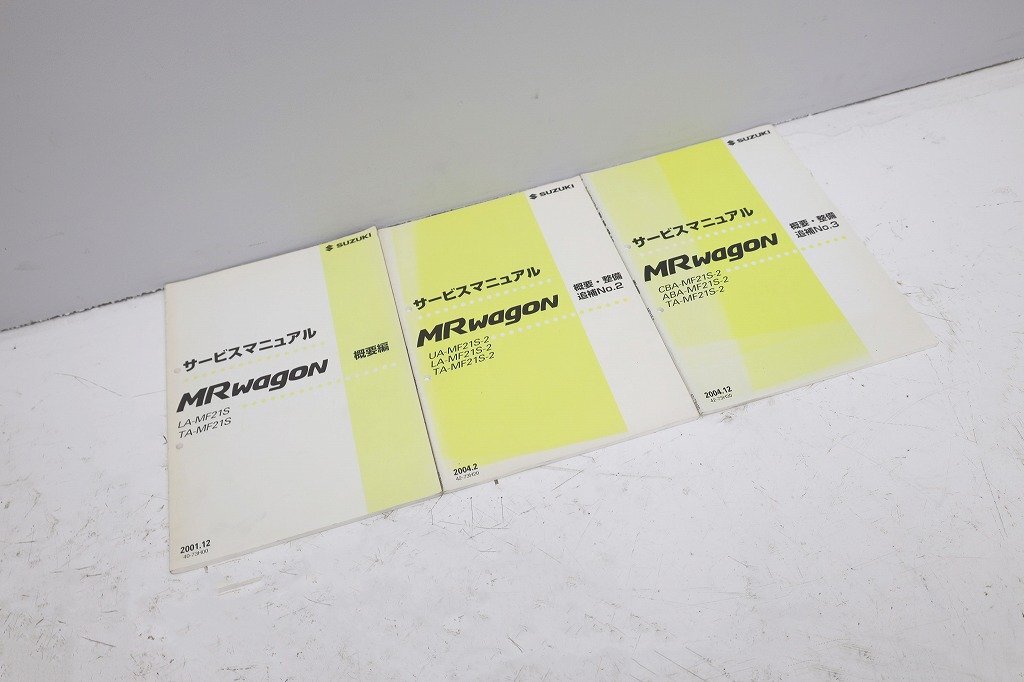 SUZUKI
サービスマニュアル
概要編
MRwagon
LA-MF21S
TA-MF21S
2001.12
40-73H00
SUZUKI
サービスマニュアル
概要・整備
追補No.2
MRwagon
UA-MF21S-2
LA-MF21S-2
TA-MF21S-2
2004.2
42-73H20
SUZUKI
サービスマニュアル
概要・整備
追補No.3
MRwagon
CBA-MF21S-2
ABA-MF21S-2
TA-MF21S-2
2004.12